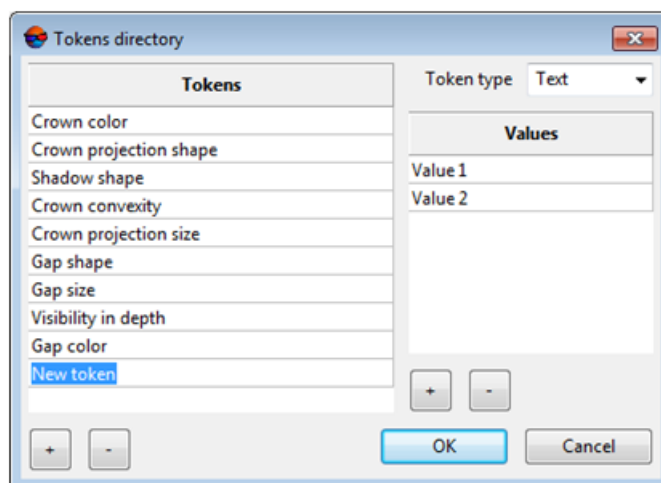 Tokens directory
Tokens
Crown color
Crown projection shape
Shadow shape
Crown convexity
Crown projection size
Gap shape
Gap size
Visibility in depth
Gap color
New token
+ -
Token type Text
Values
Value 1
Value 2
+ -
OK Cancel